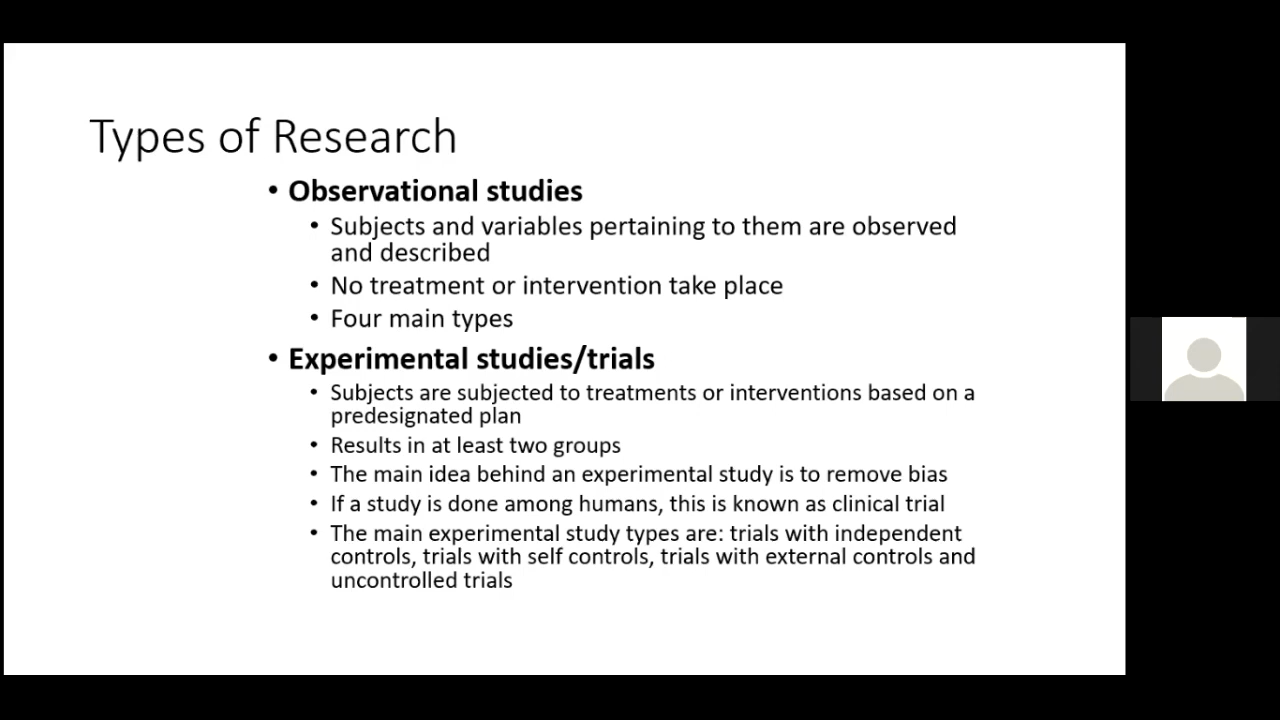 Types of Research
• Observational studies
• Subjects and variables pertaining to them are observed
and described
• No treatment or intervention take place
• Four main types
• Experimental studies/trials
• Subjects are subjected to treatments or interventions based on a
predesignated plan
• Results in at least two groups
• The main idea behind an experimental study is to remove bias
• If a study is done among humans, this is known as clinical trial
• The main experimental study types are: trials with independent
controls, trials with self controls, trials with external controls and
uncontrolled trials